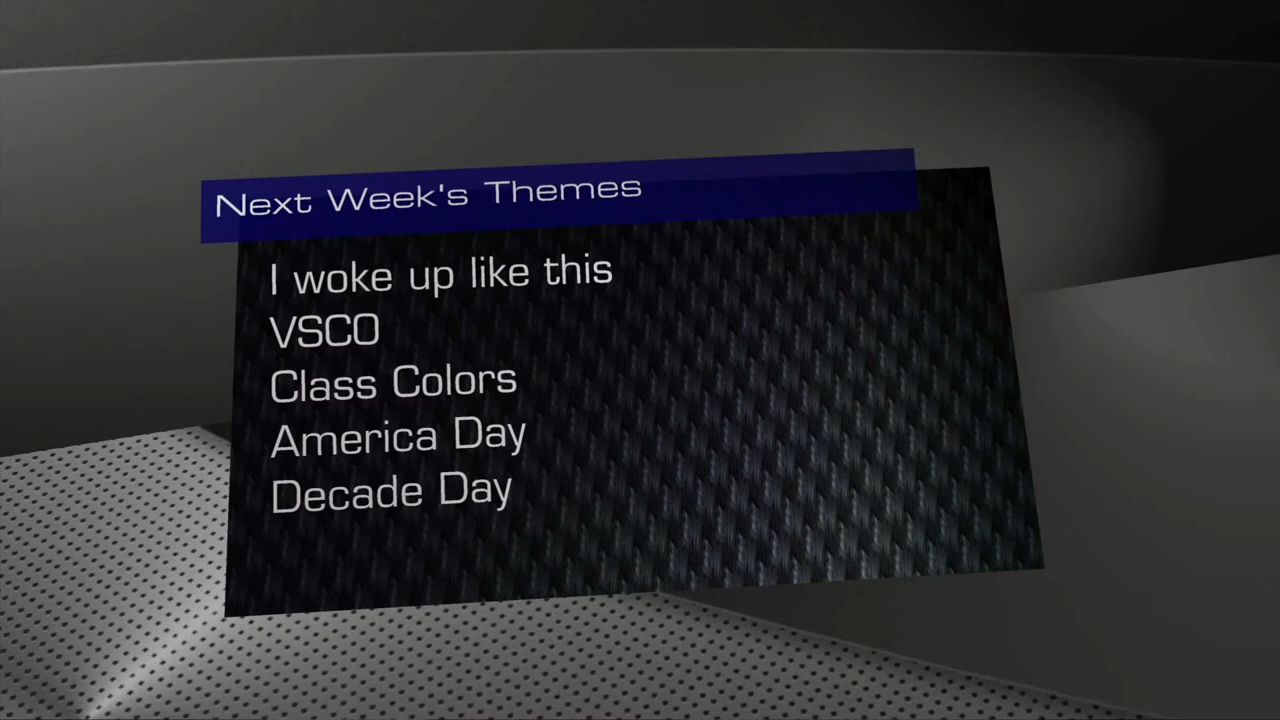 Next Week's Themes
I woke up like this
VSCO
Class Colors
America Day
Decade Day